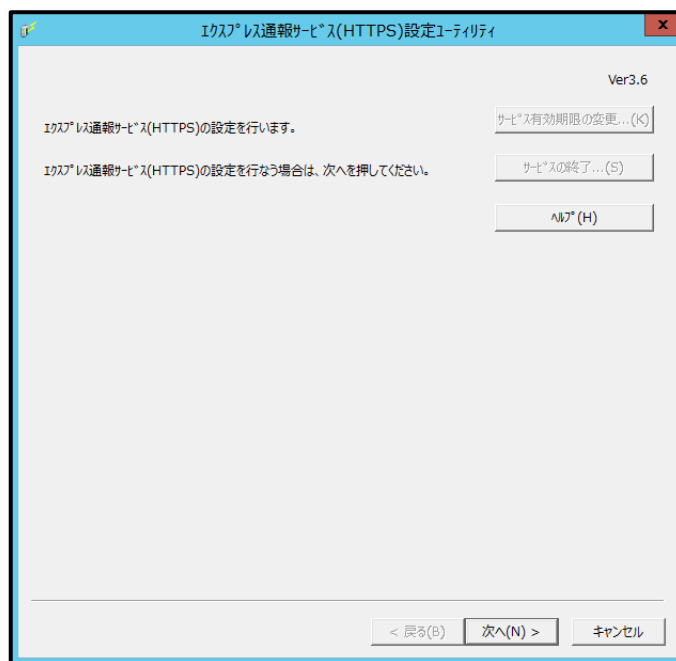 ｴｸｽﾌﾟﾚｽ通報ｻｰﾋﾞｽ(HTTPS)設定ﾕｰﾃｨﾘﾃｨ
x
Ver3.6
ｻｰﾋﾞｽ有効期限の変更...(K)
ｴｸｽﾌﾟﾚｽ通報ｻｰﾋﾞｽ(HTTPS)の設定を行います。
ｴｸｽﾌﾟﾚｽ通報ｻｰﾋﾞｽ(HTTPS)の設定を行なう場合は、次へを押してください。
ｻｰﾋﾞｽの終了...(S)
ﾍﾙﾌﾟ(H)
< 戻る(B)
次へ(N) >
キャンセル